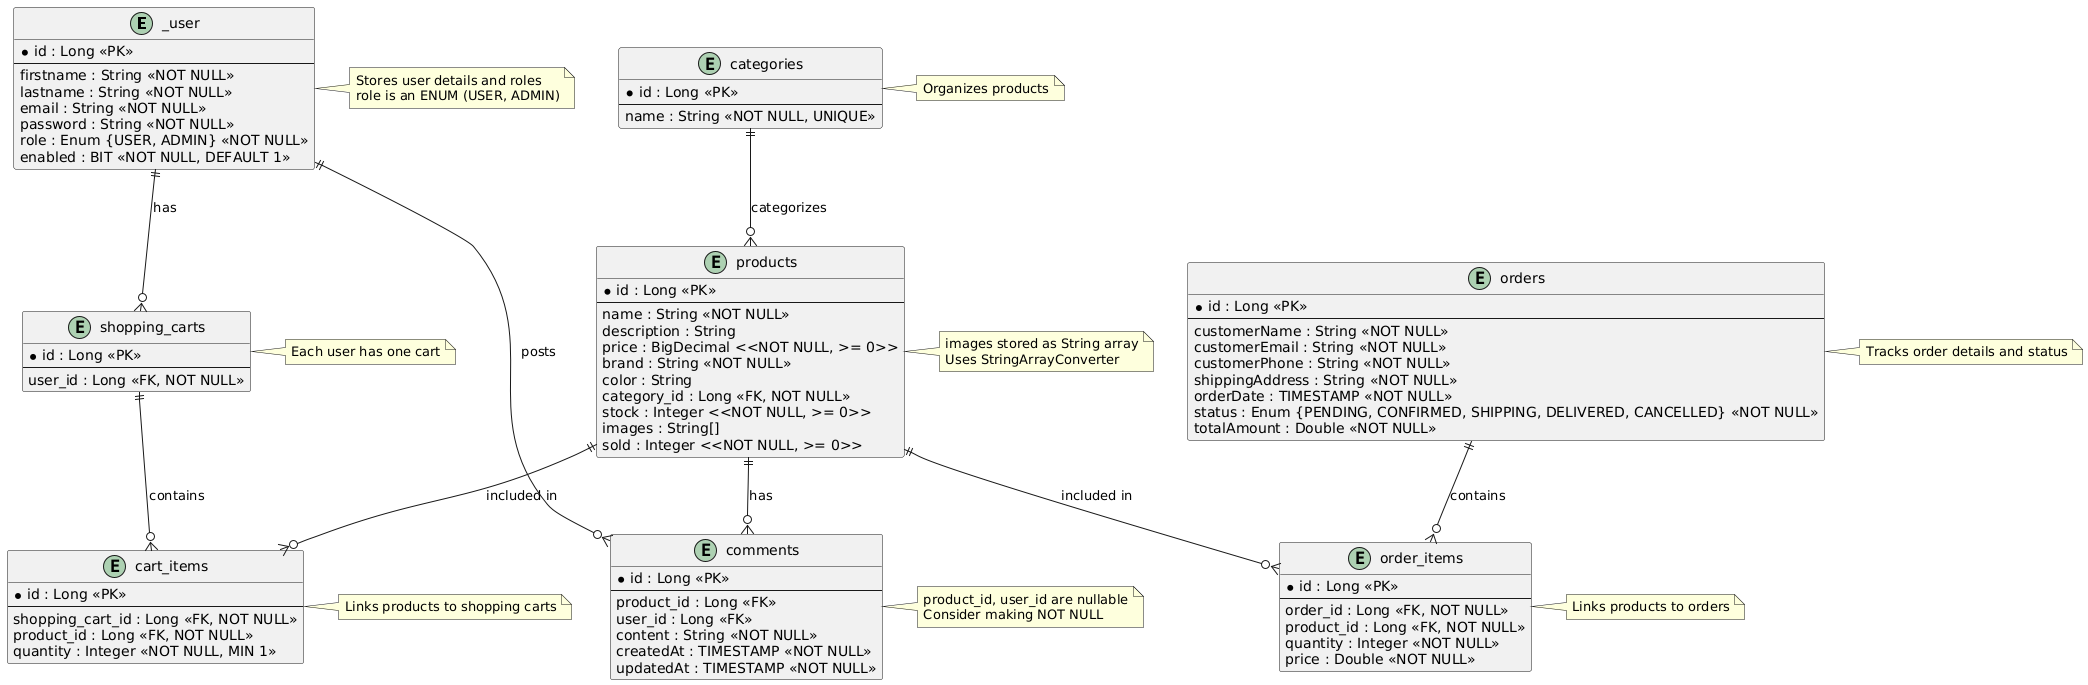 E _user
* id : Long «PK»
firstname : String «NOT NULL»
lastname : String «NOT NULL»
email : String «NOT NULL»
password : String «NOT NULL»
role : Enum {USER, ADMIN} «NOT NULL»
enabled : BIT «NOT NULL, DEFAULT 1»
Stores user details and roles
role is an ENUM (USER, ADMIN)
E categories
* id : Long «PK»
name : String «NOT NULL, UNIQUE»
Organizes products
has
categorizes
posts
E shopping_carts
* id : Long «PK»
user_id : Long «FK, NOT NULL»
Each user has one cart
E products
* id : Long «PK»
name : String «NOT NULL»
description : String
price : BigDecimal <<NOT NULL, >= 0>>
brand : String «NOT NULL»
color : String
category_id : Long «FK, NOT NULL»
stock : Integer <<NOT NULL, >= 0>>
images : String[]
sold : Integer <<NOT NULL, >= 0>>
images stored as String array
Uses StringArrayConverter
E orders
* id : Long «PK»
customerName : String «NOT NULL»
customerEmail : String «NOT NULL»
customerPhone : String «NOT NULL»
shippingAddress : String «NOT NULL»
orderDate : TIMESTAMP «NOT NULL»
status : Enum {PENDING, CONFIRMED, SHIPPING, DELIVERED, CANCELLED} «NOT NULL»
totalAmount : Double «NOT NULL»
Tracks order details and status
contains
included in
has
included in
contains
E cart_items
* id : Long «PK»
shopping_cart_id : Long «FK, NOT NULL»
product_id : Long «FK, NOT NULL»
quantity : Integer «NOT NULL, MIN 1»
Links products to shopping carts
E comments
* id : Long «PK»
product_id : Long «FK»
user_id : Long «FK»
content : String «NOT NULL»
createdAt : TIMESTAMP «NOT NULL»
updatedAt : TIMESTAMP «NOT NULL»
product_id, user_id are nullable
Consider making NOT NULL
E order_items
* id : Long «PK»
order_id : Long «FK, NOT NULL»
product_id : Long «FK, NOT NULL»
quantity : Integer «NOT NULL»
price : Double «NOT NULL»
Links products to orders